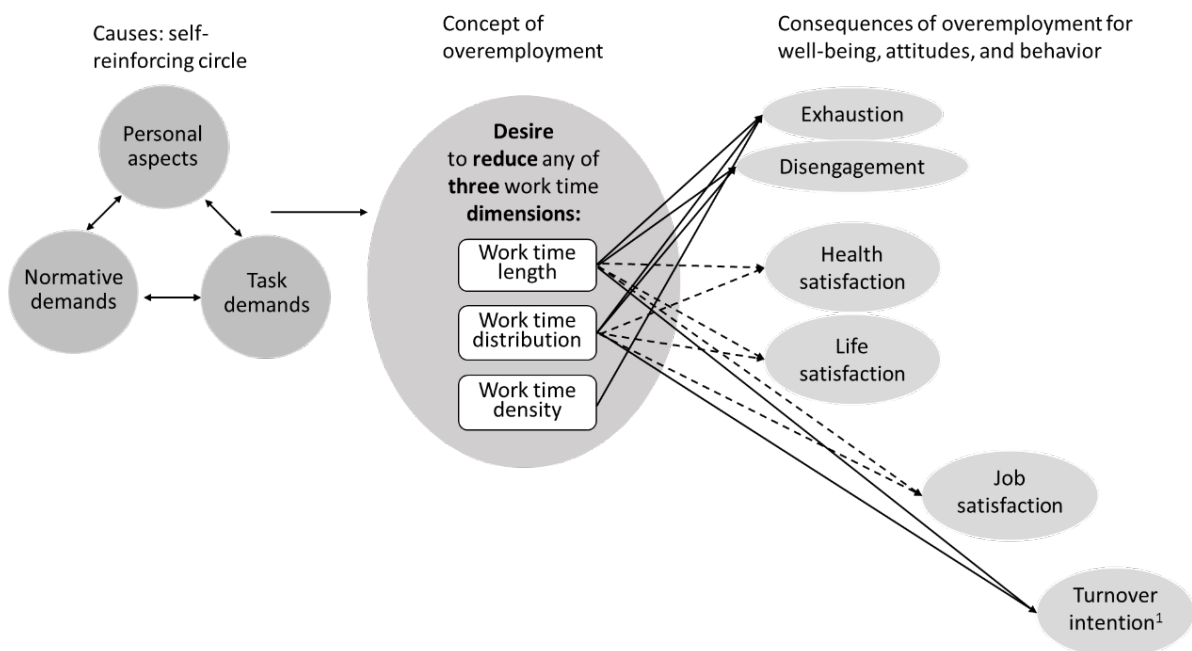 Causes: self-
reinforcing circle
Personal
aspects
Normative
demands
Task
demands
Concept of
overemployment
Desire
to reduce any of
three work time
dimensions:
Work time
length
Work time
distribution
Work time
density
Consequences of overemployment for
well-being, attitudes, and behavior
Exhaustion
Disengagement
Health
satisfaction
Life
satisfaction
Job
satisfaction
Turnover
intention¹